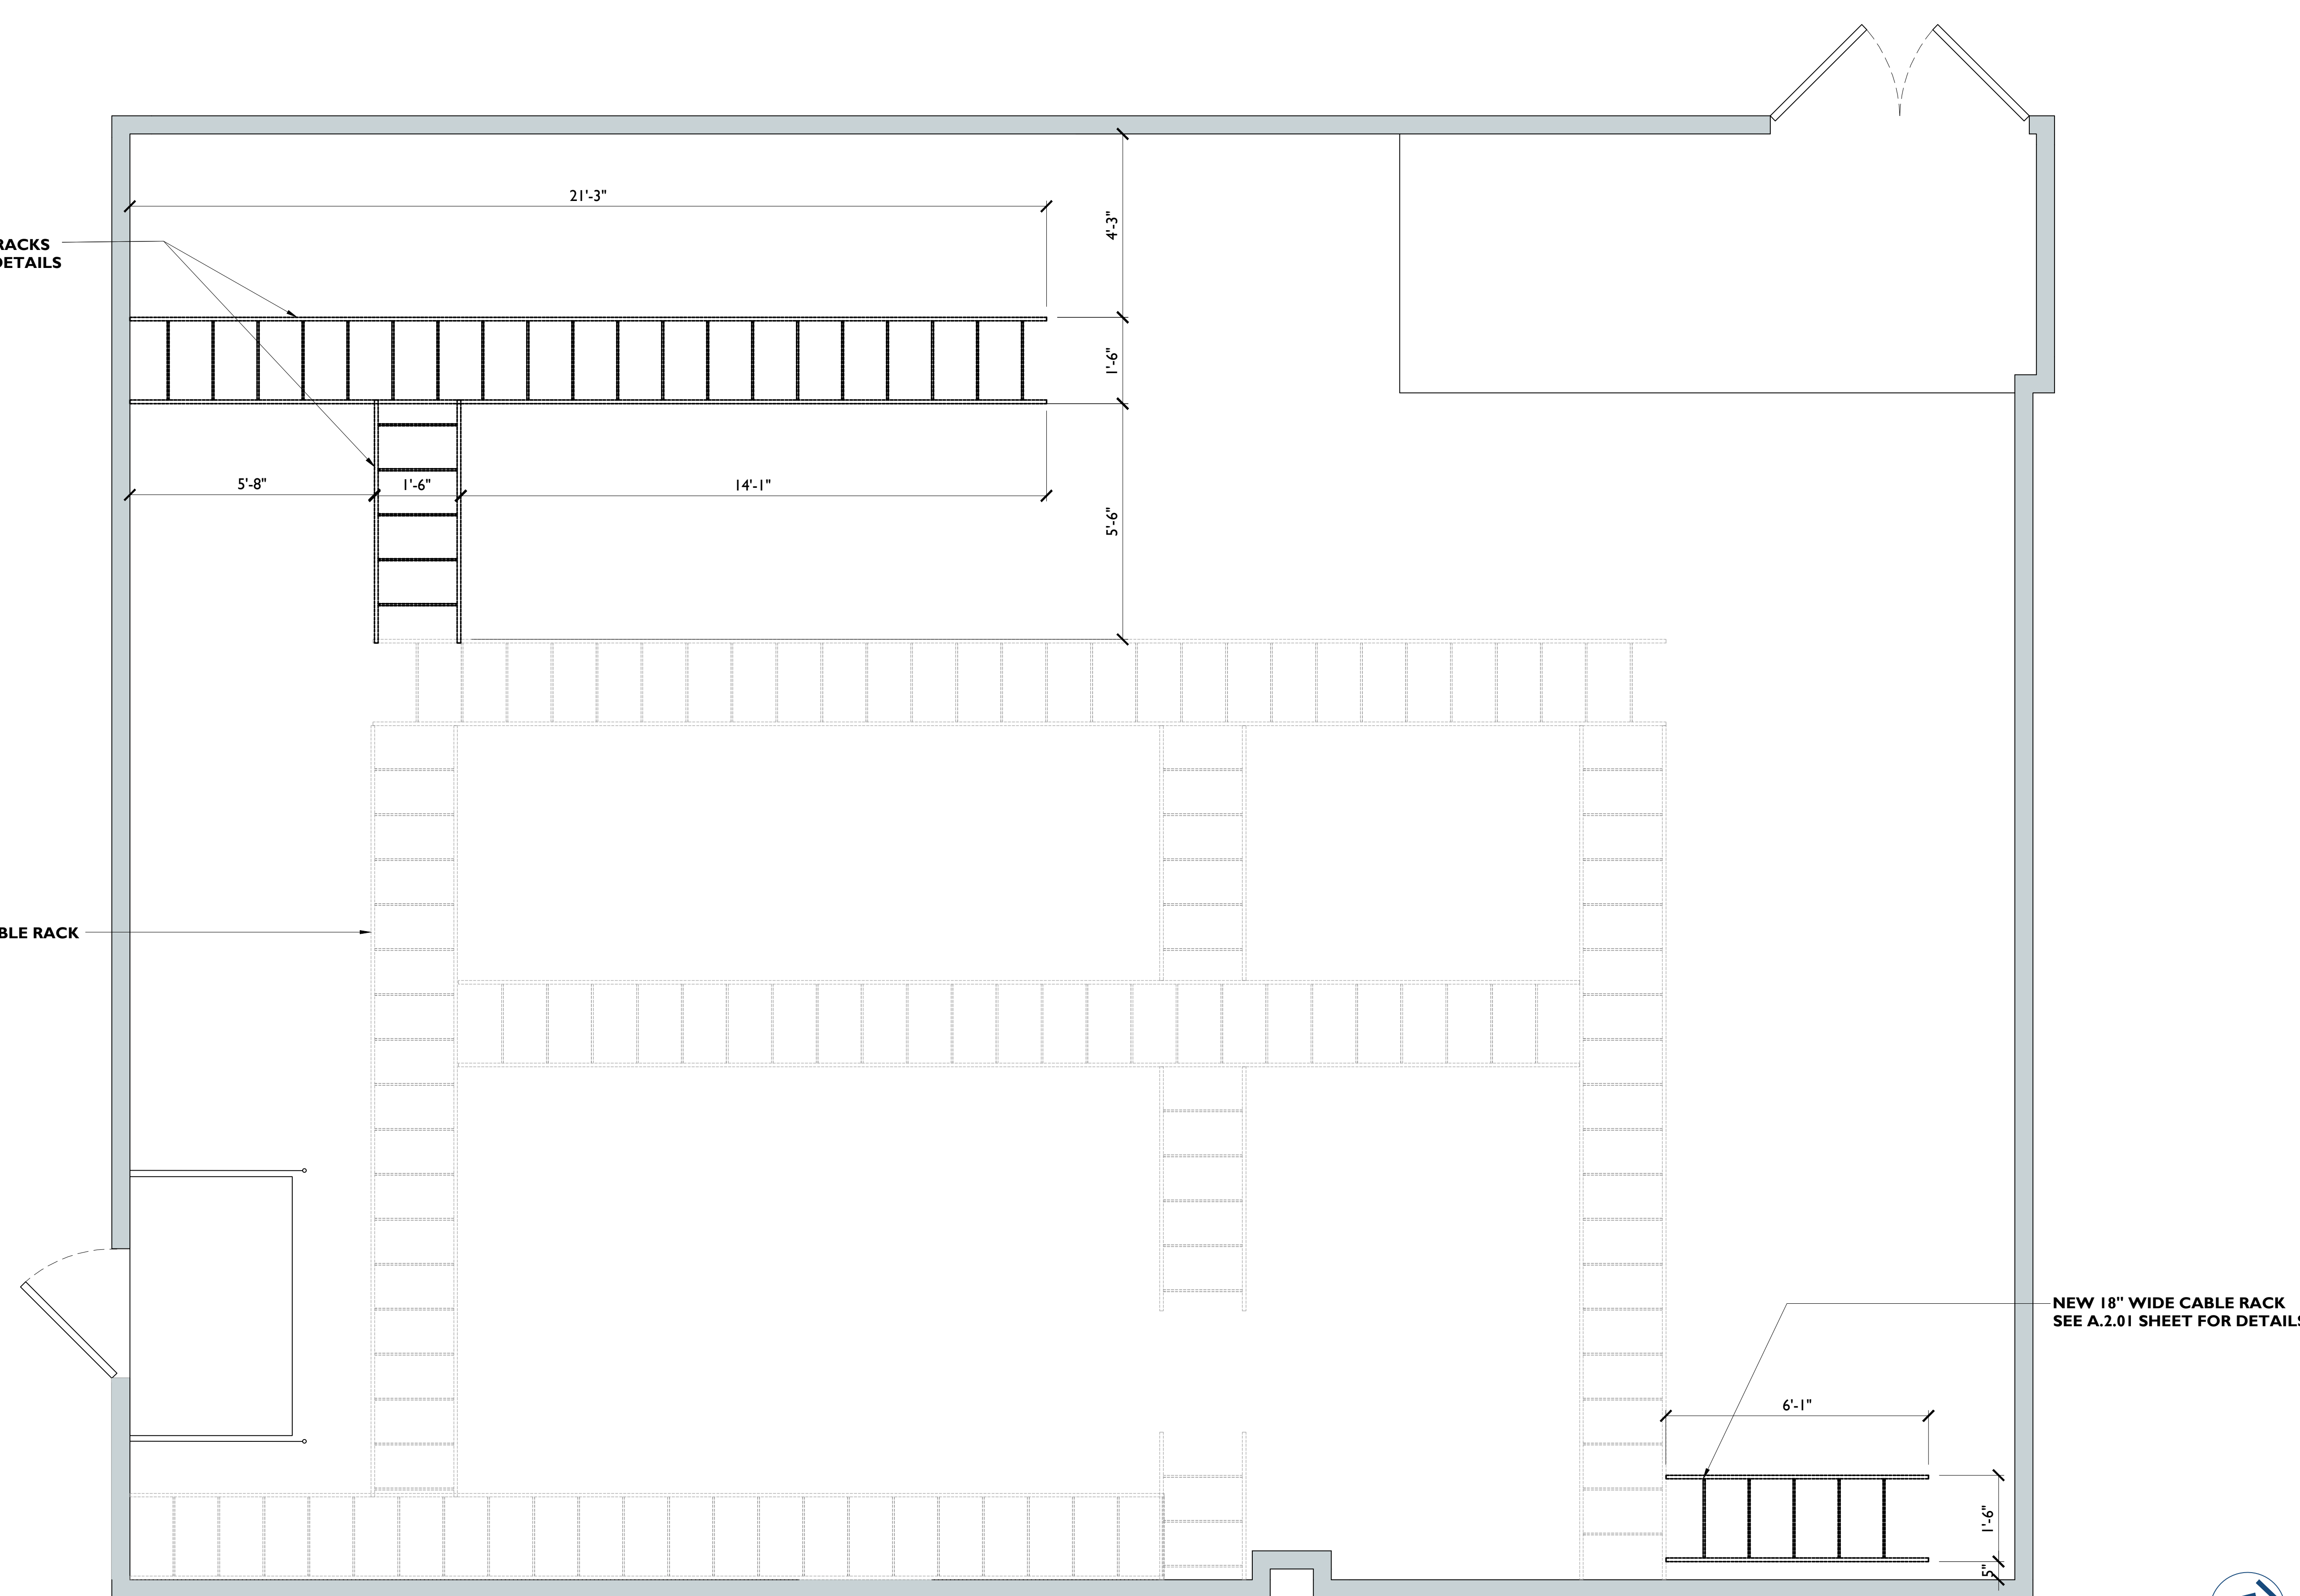 21'-3"
4'-3"
RACKS
DETAILS
1'-6"
5'-8"
1'-6"
14'-1"
5'-6"
RACK
NEW 18" WIDE CABLE RACK
SEE A.2.01 SHEET FOR DETAILS
6'-1"
1'-6"
5"